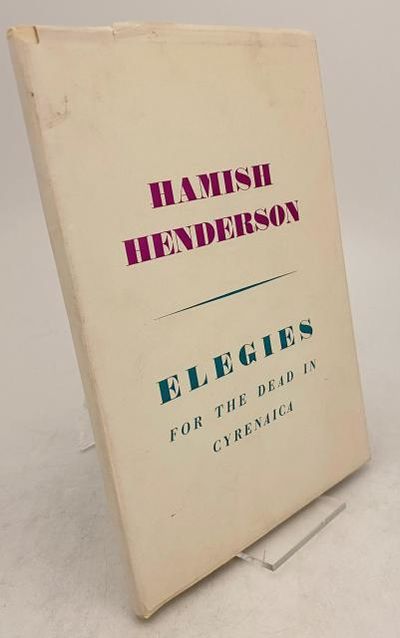 HAMISH
HENDERSON
ELEGIES
FOR THE DEAD IN
CYRENAICA